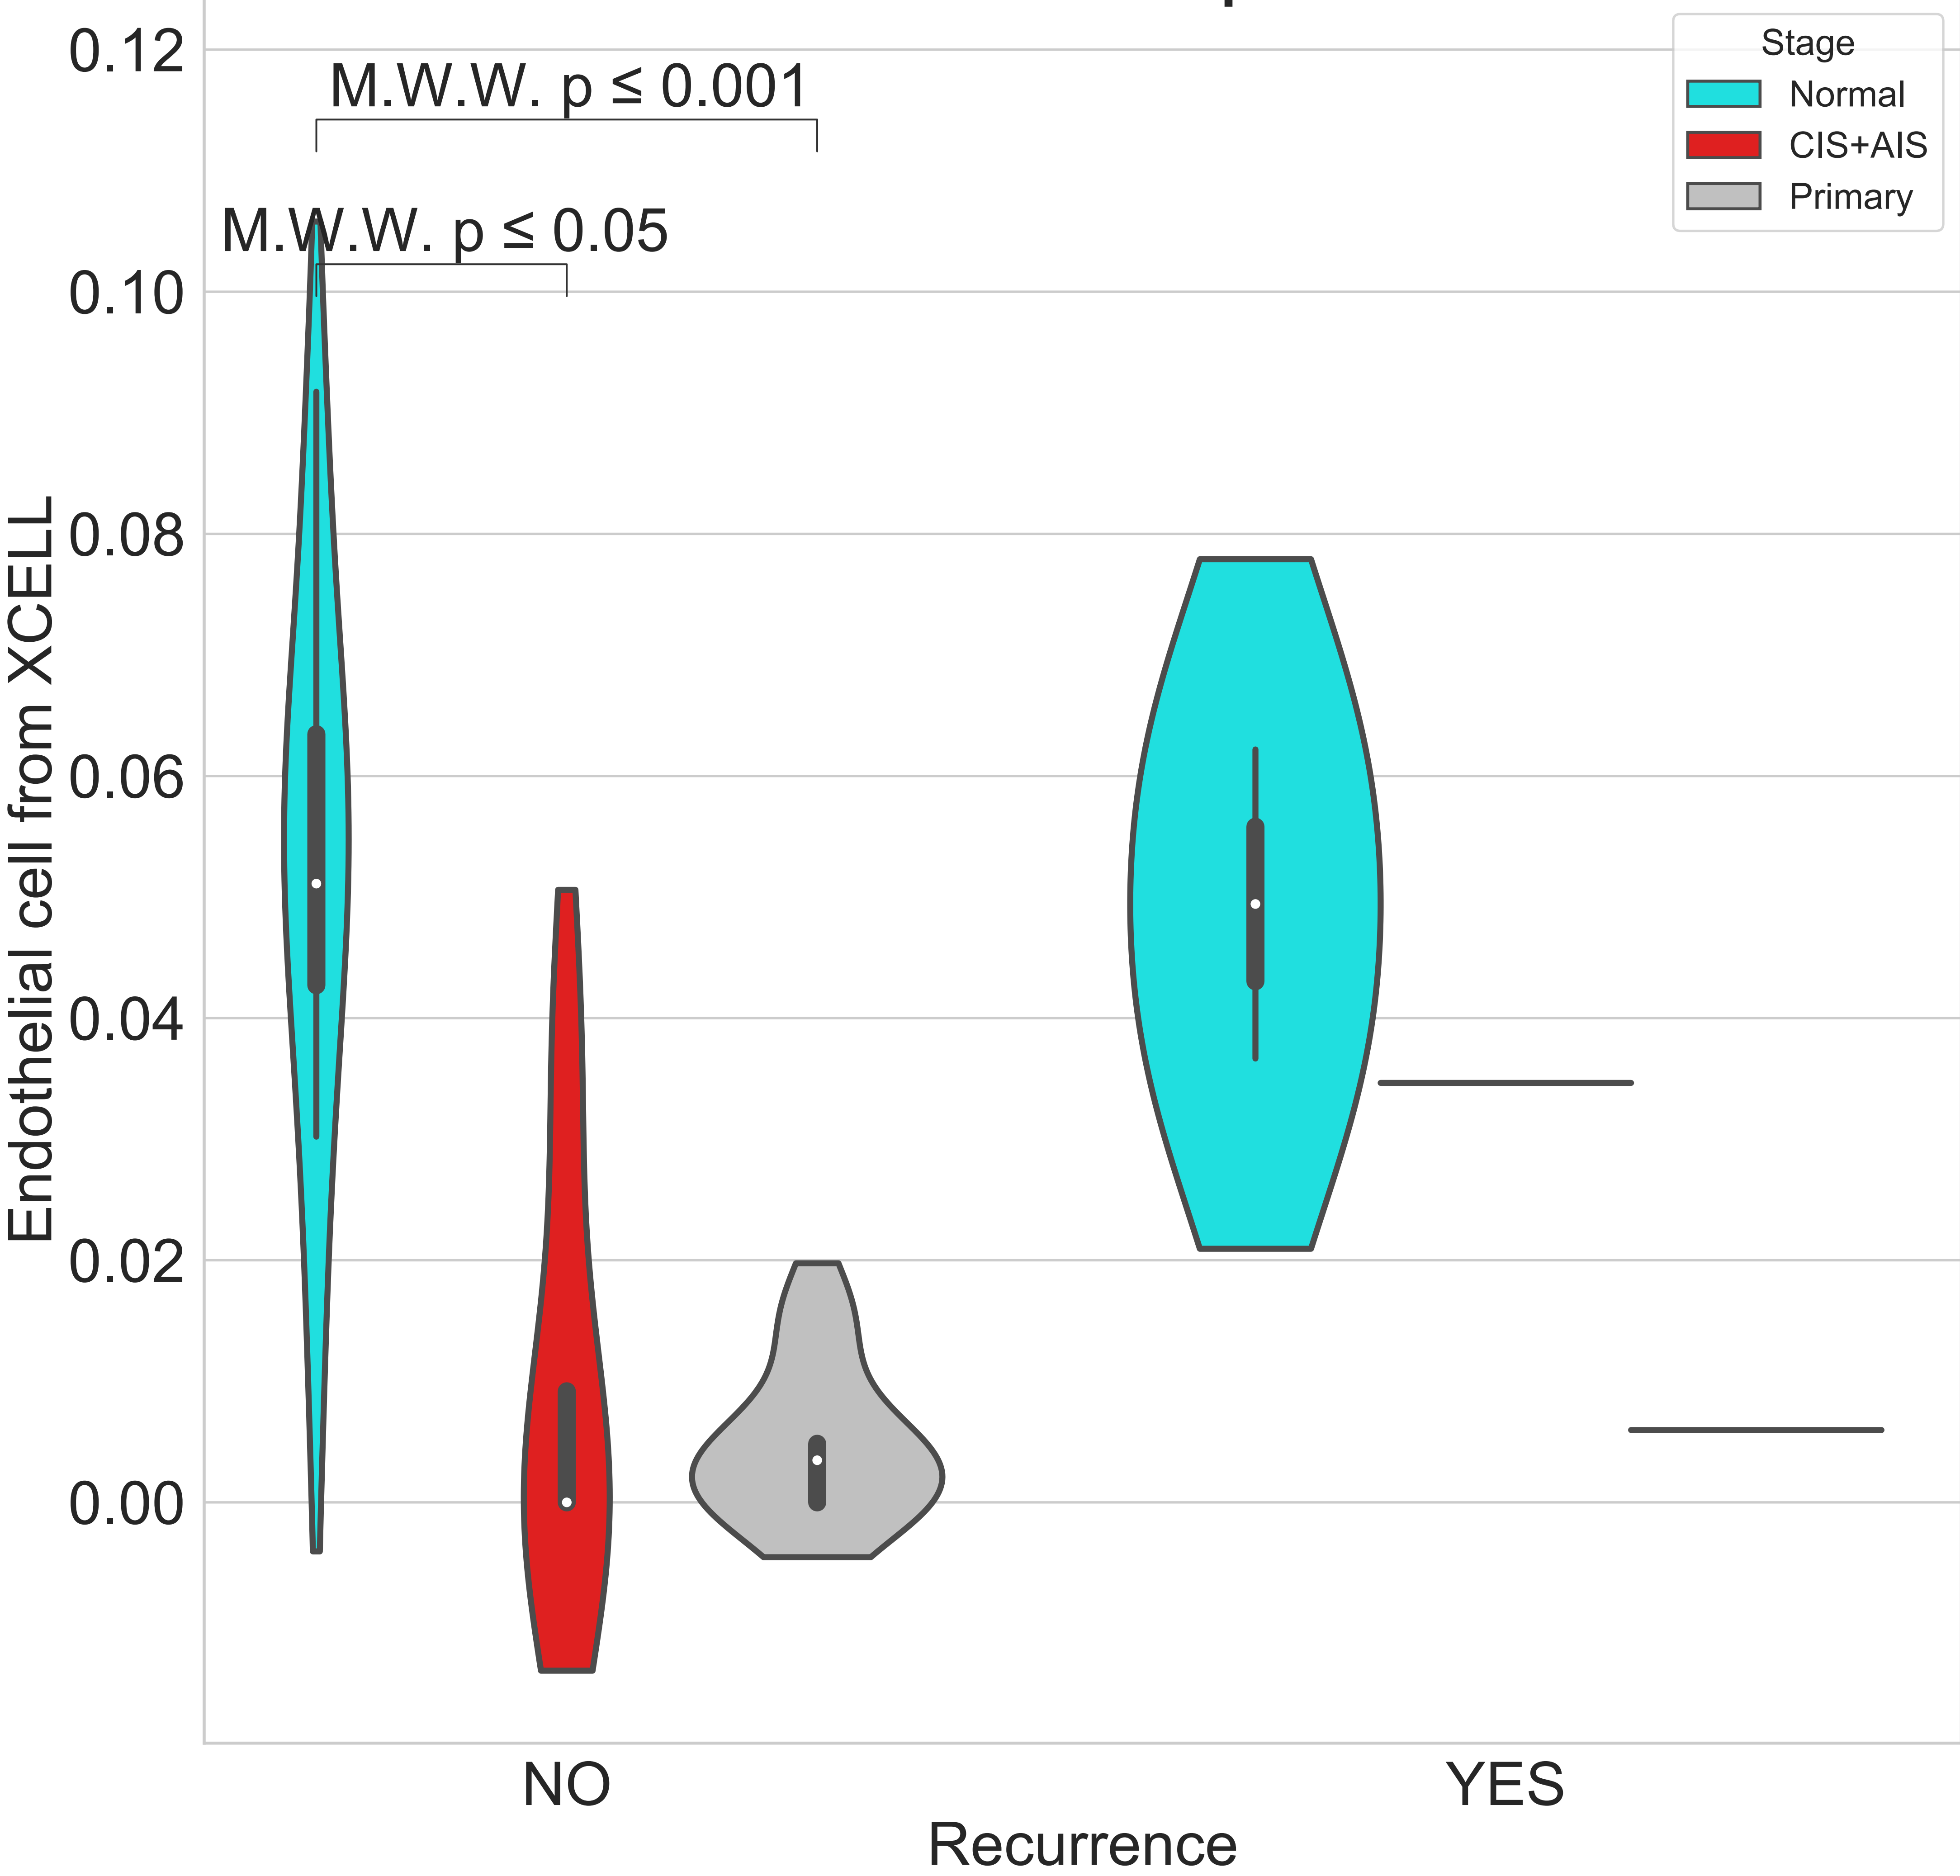 0.12
0.10
0.08
0.06
0.04
0.02
0.00
Endothelial cell from XCELL
M.W.W. p ≤ 0.001
M.W.W. p ≤ 0.05
Stage
Normal
CIS+AIS
Primary
NO
YES
Recurrence